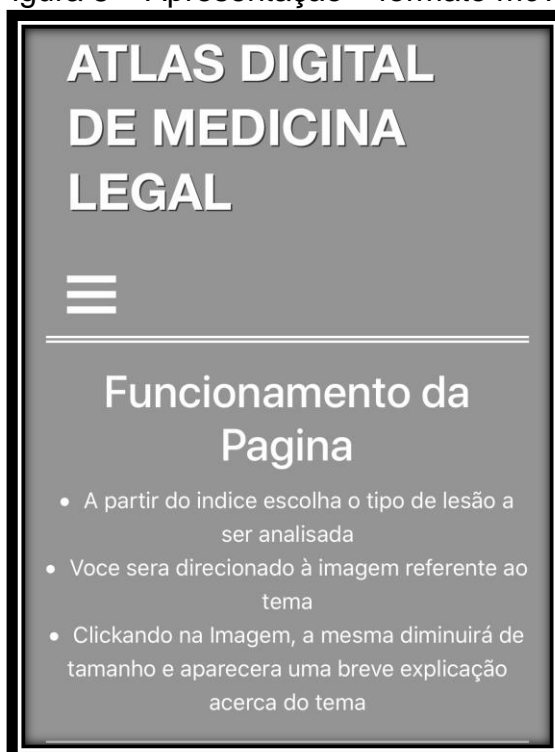 ATLAS DIGITAL
DE MEDICINA
LEGAL
Funcionamento da
Pagina
• A partir do indice escolha o tipo de lesão a
ser analisada
• Voce sera direcionado à imagem referente ao
tema
• Clickando na Imagem, a mesma diminuirá de
tamanho e aparecera uma breve explicação
acerca do tema